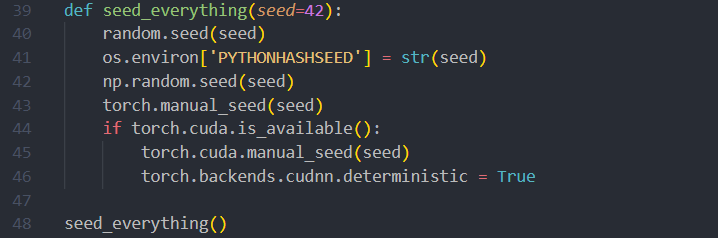 39 def seed_everything(seed=42):
40     random.seed(seed)
41     os.environ['PYTHONHASHSEED'] = str(seed)
42     np.random.seed(seed)
43     torch.manual_seed(seed)
44     if torch.cuda.is_available():
45         torch.cuda.manual_seed(seed)
46         torch.backends.cudnn.deterministic = True
47
48 seed_everything()